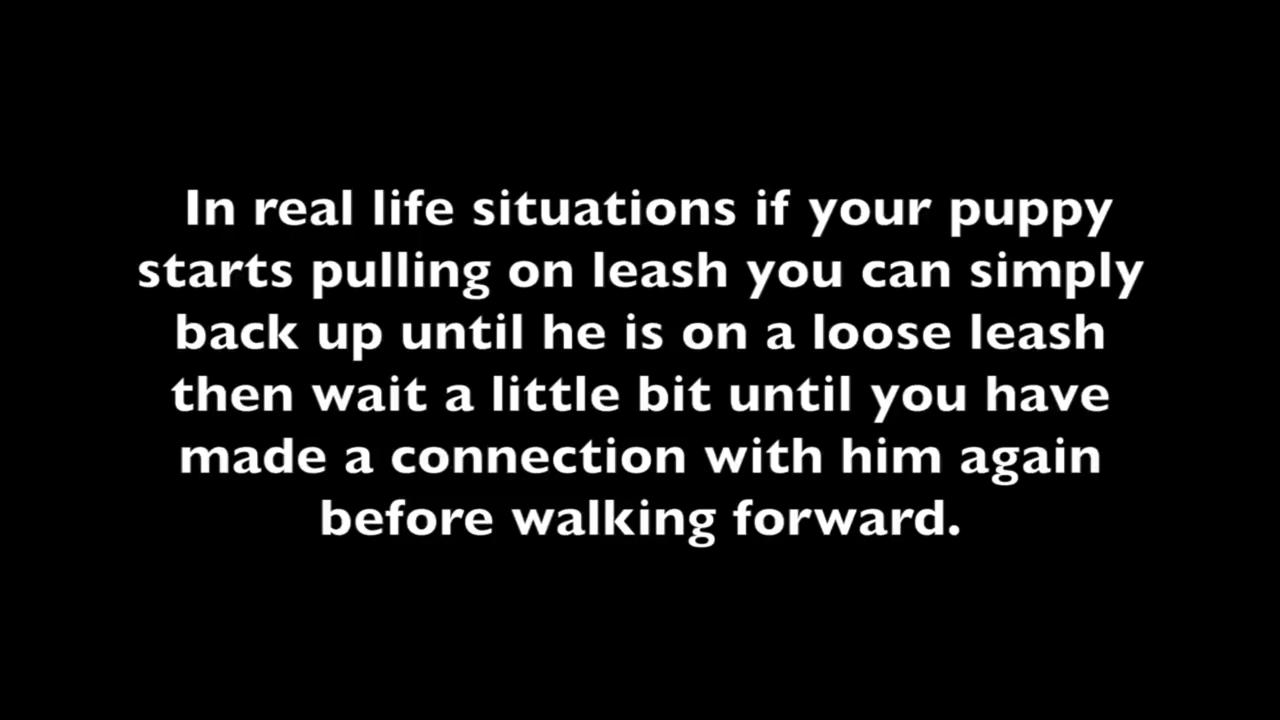 In real life situations if your puppy
starts pulling on leash you can simply
back up until he is on a loose leash
then wait a little bit until you have
made a connection with him again
before walking forward.